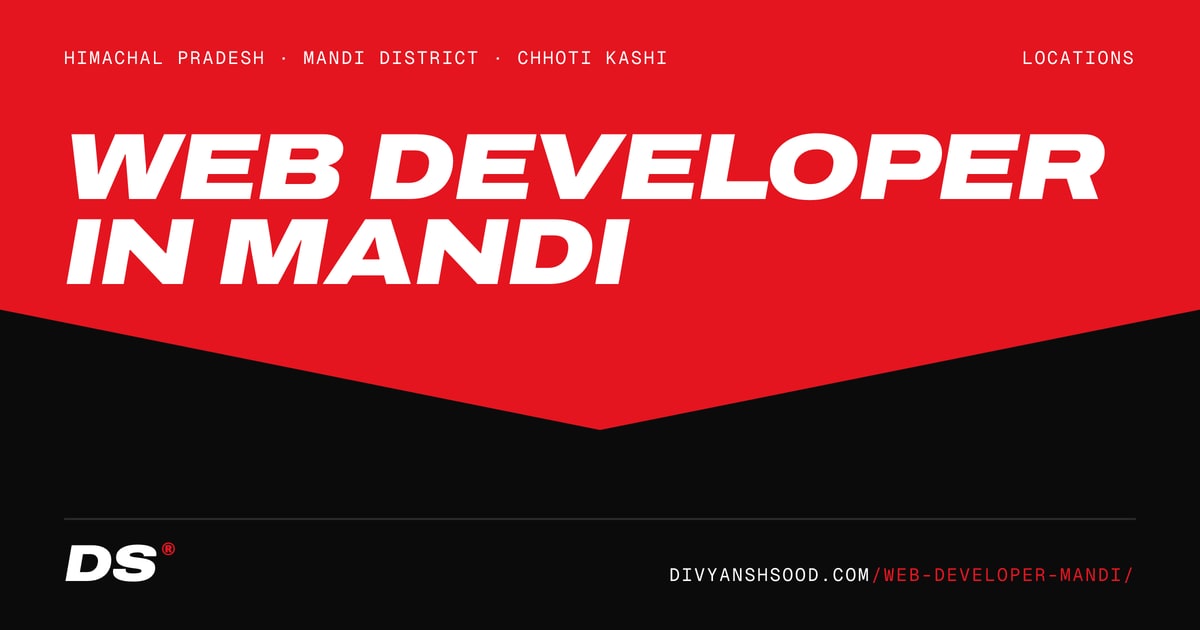 HIMACHAL PRADESH · MANDI DISTRICT · CHHOTI KASHI
LOCATIONS
WEB DEVELOPER
IN MANDI
DS®
DIVYANSHSOOD.COM/WEB-DEVELOPER-MANDI/